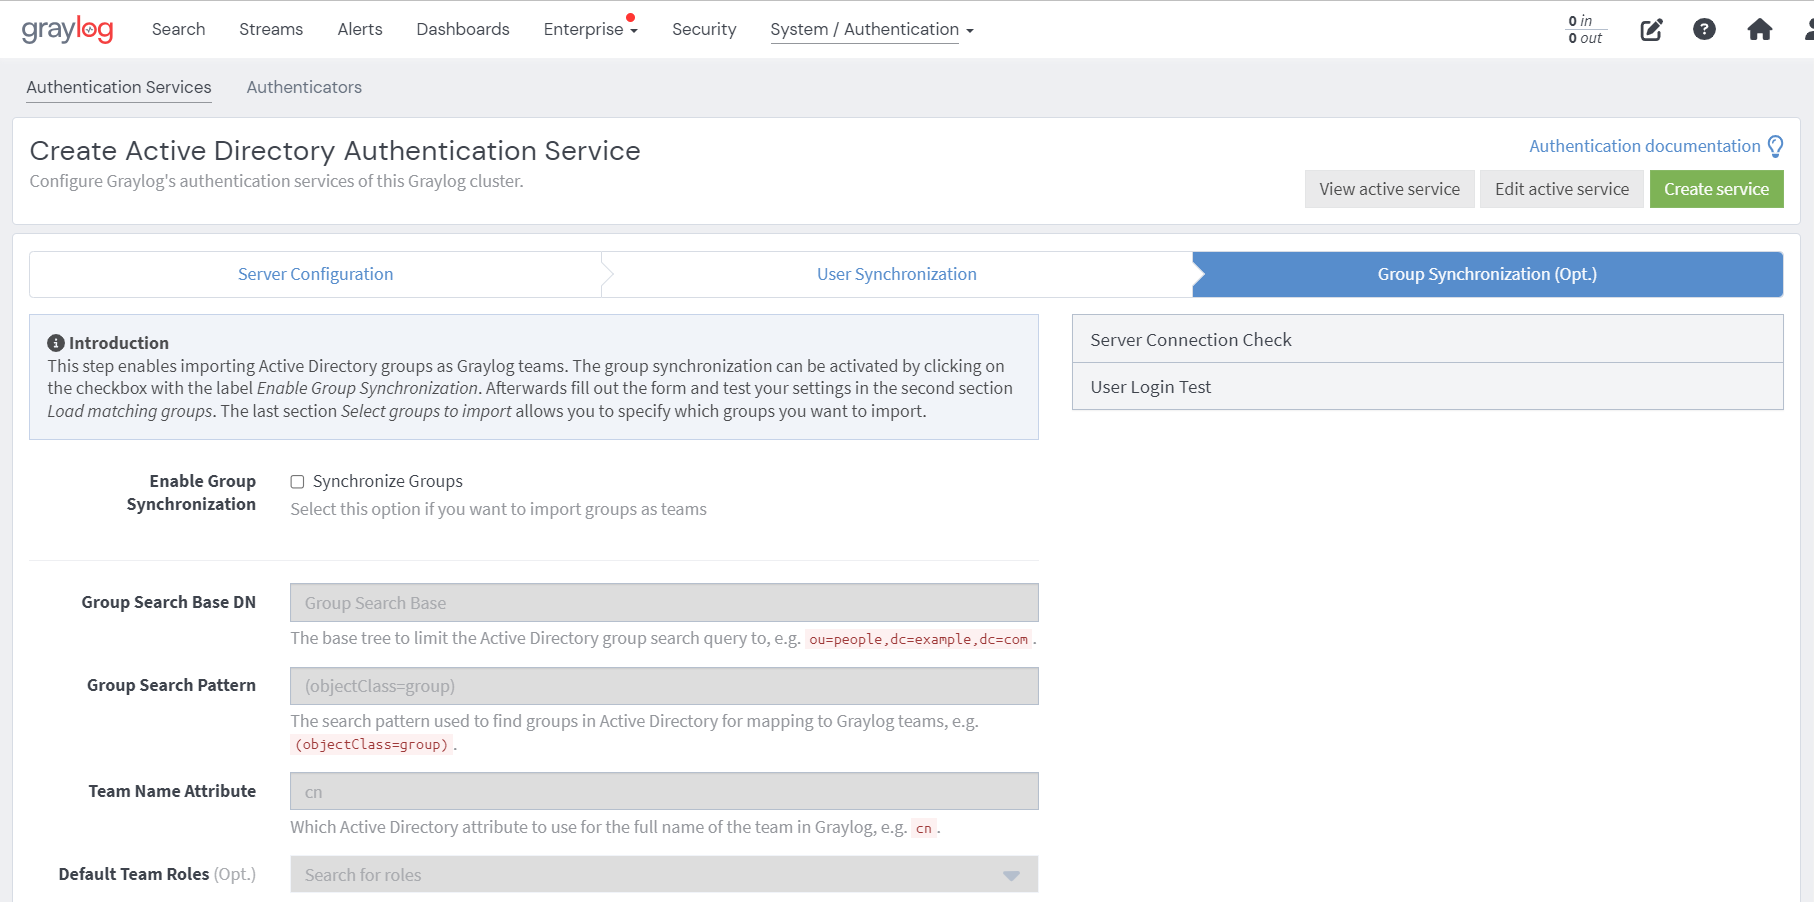 graylog
Search
Streams
Alerts
Dashboards
Enterprise
Security
System / Authentication
0 in
0 out
Authentication Services
Authenticators
Create Active Directory Authentication Service
Configure Graylog's authentication services of this Graylog cluster.
Authentication documentation
View active service
Edit active service
Create service
Server Configuration
User Synchronization
Group Synchronization (Opt.)
Introduction
This step enables importing Active Directory groups as Graylog teams. The group synchronization can be activated by clicking on
the checkbox with the label Enable Group Synchronization. Afterwards fill out the form and test your settings in the second section
Load matching groups. The last section Select groups to import allows you to specify which groups you want to import.
Server Connection Check
User Login Test
Enable Group
Synchronization
Synchronize Groups
Select this option if you want to import groups as teams
Group Search Base DN
Group Search Base
The base tree to limit the Active Directory group search query to, e.g. ou=people,dc=example,dc=com .
Group Search Pattern
(objectClass=group)
The search pattern used to find groups in Active Directory for mapping to Graylog teams, e.g.
(objectClass=group) .
Team Name Attribute
cn
Which Active Directory attribute to use for the full name of the team in Graylog, e.g. cn .
Default Team Roles (Opt.)
Search for roles